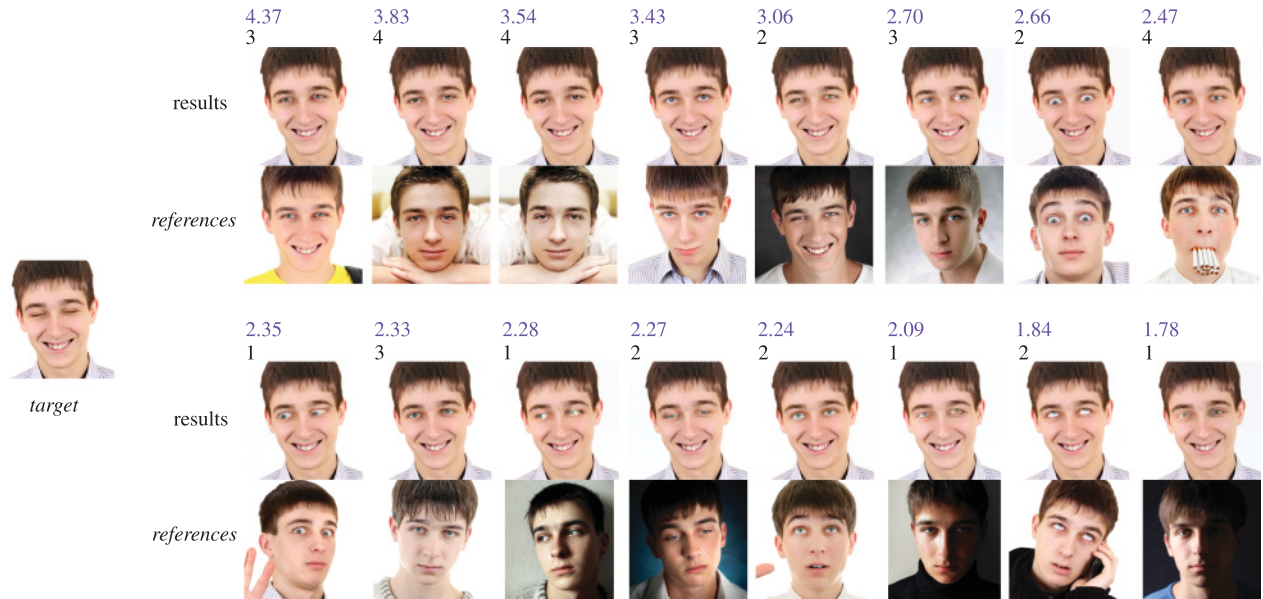 4.37 3.83 3.54 3.43 3.06 2.70 2.66 2.47
3 4 4 3 2 3 2 4
results
references
target
2.35 2.33 2.28 2.27 2.24 2.09 1.84 1.78
1 3 1 2 2 1 2 1
results
references